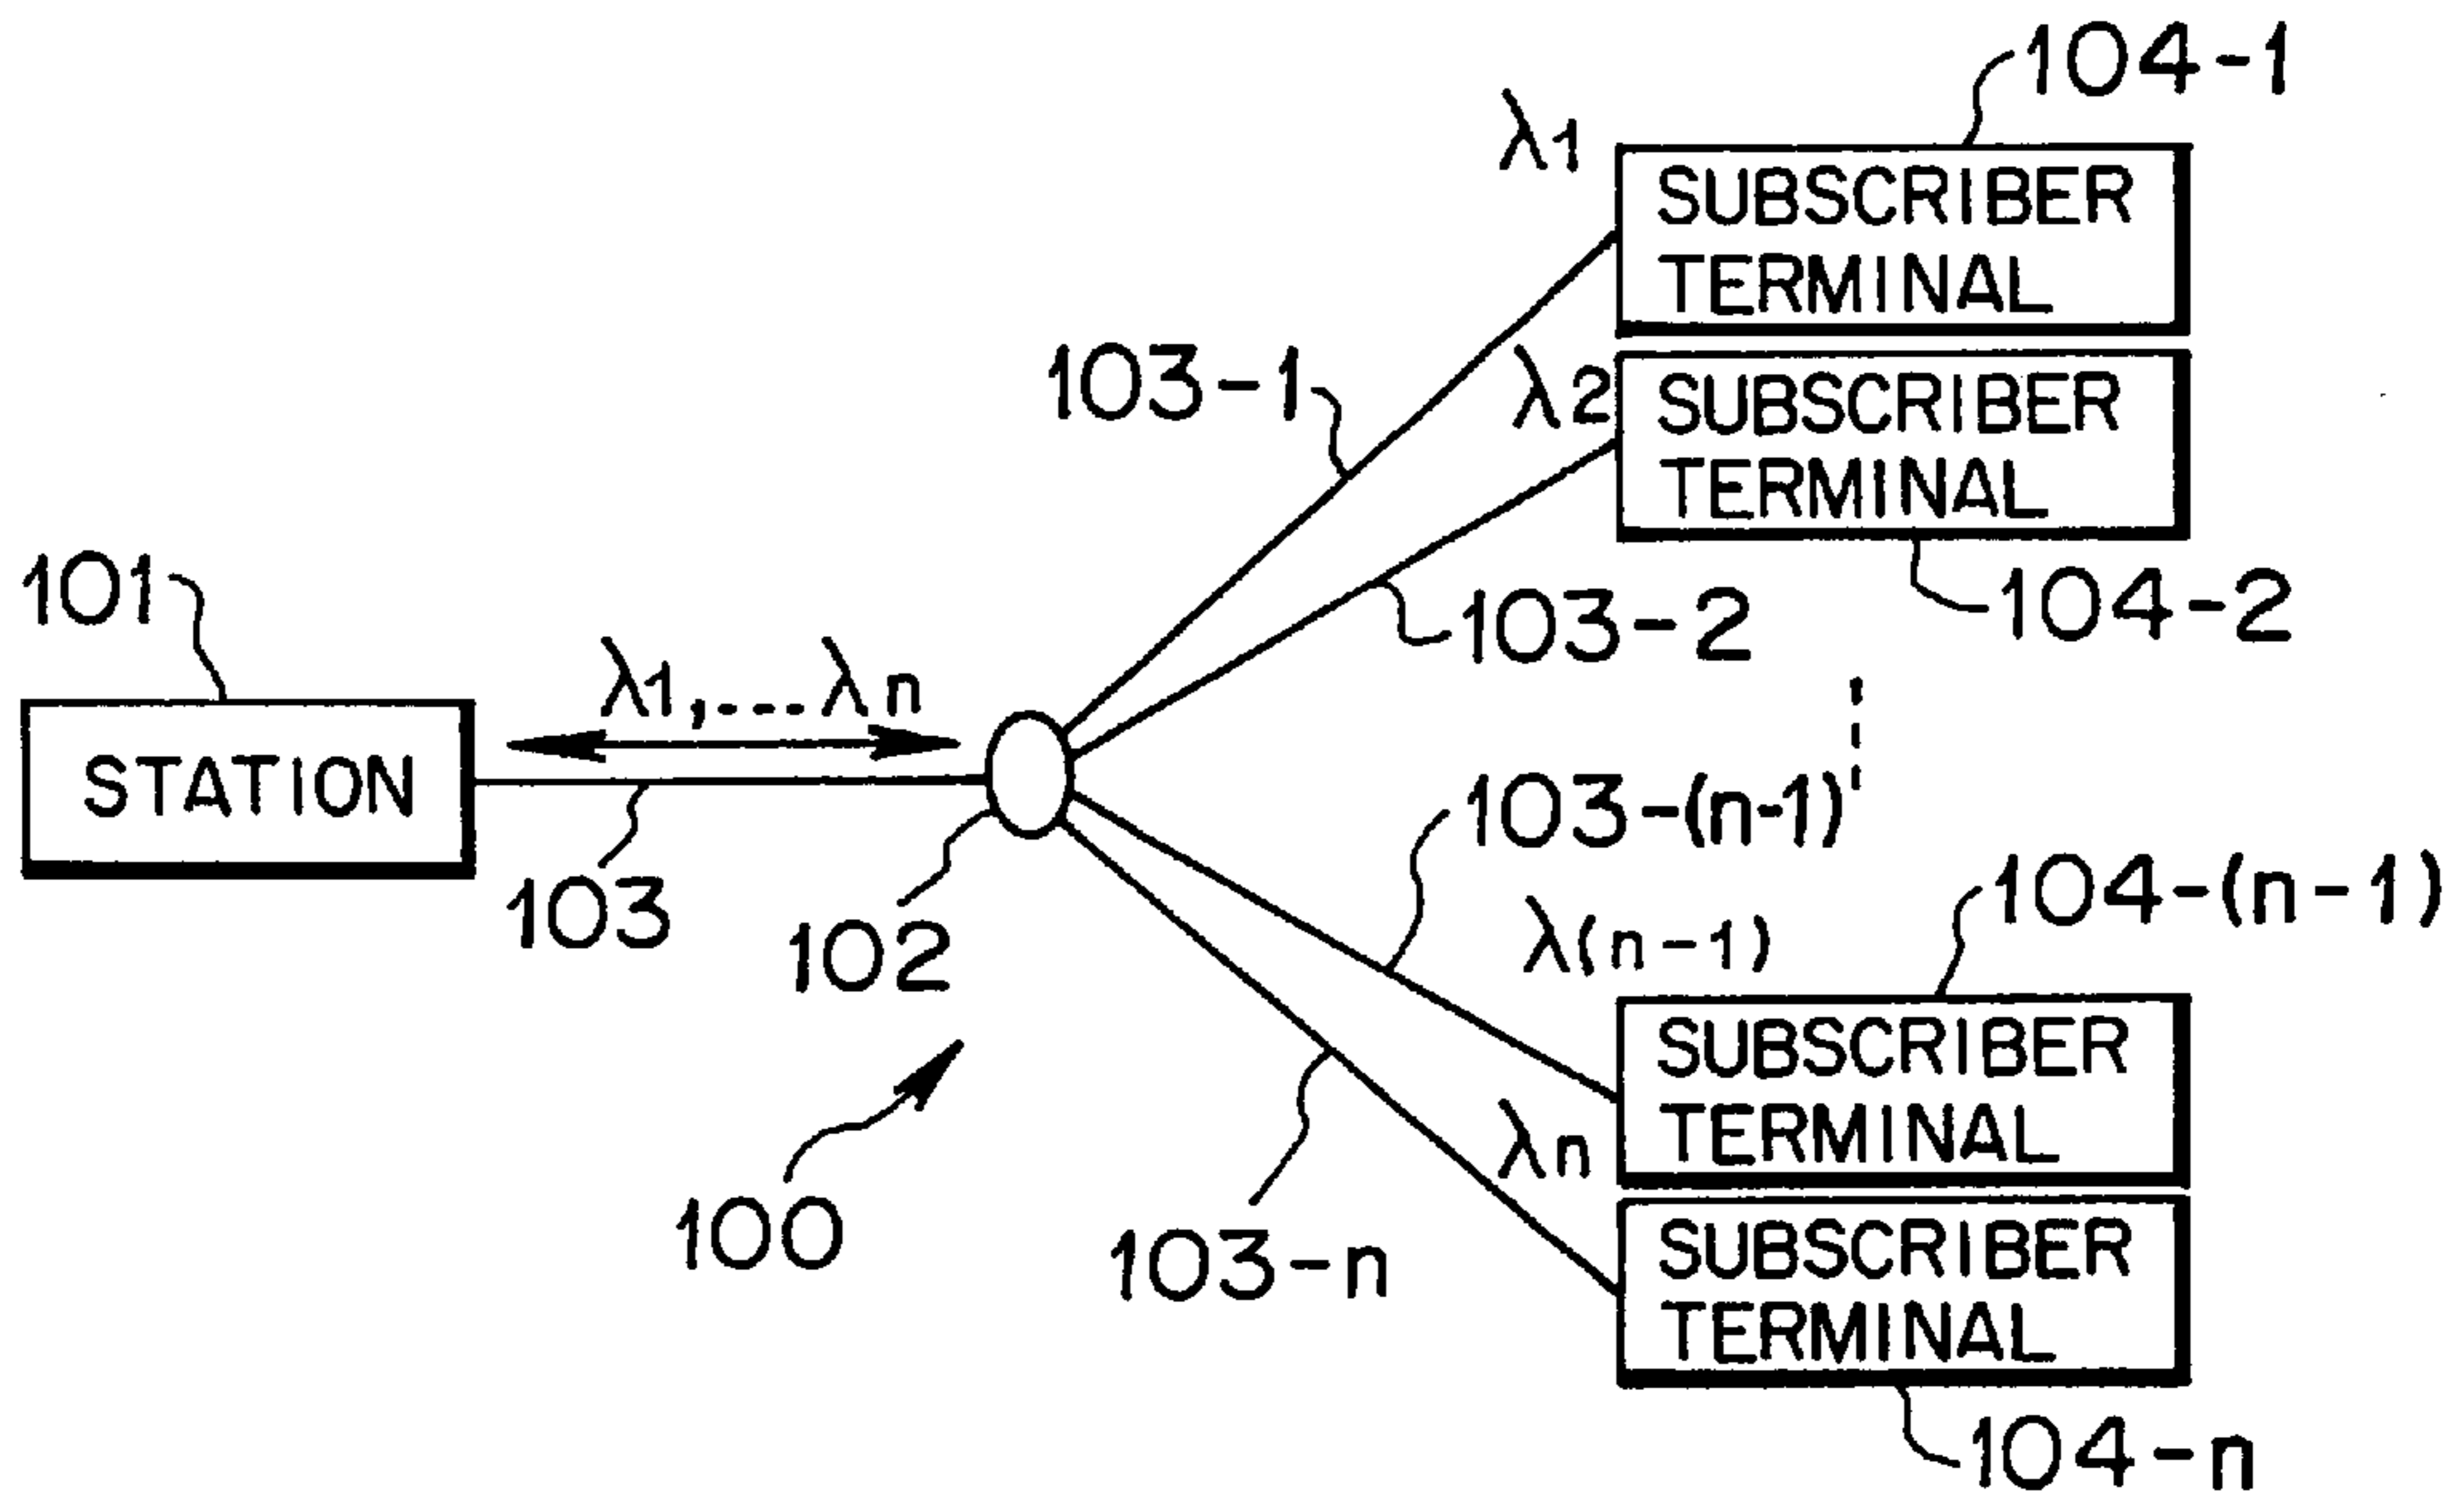 104-1
λ1
SUBSCRIBER
TERMINAL
103-1
λ2
SUBSCRIBER
TERMINAL
101
103-2
104-2
λ1,....λn
STATION
103-(n-1)
103
102
λ(n-1)
104-(n-1)
SUBSCRIBER
TERMINAL
100
λn
103-n
SUBSCRIBER
TERMINAL
104-n